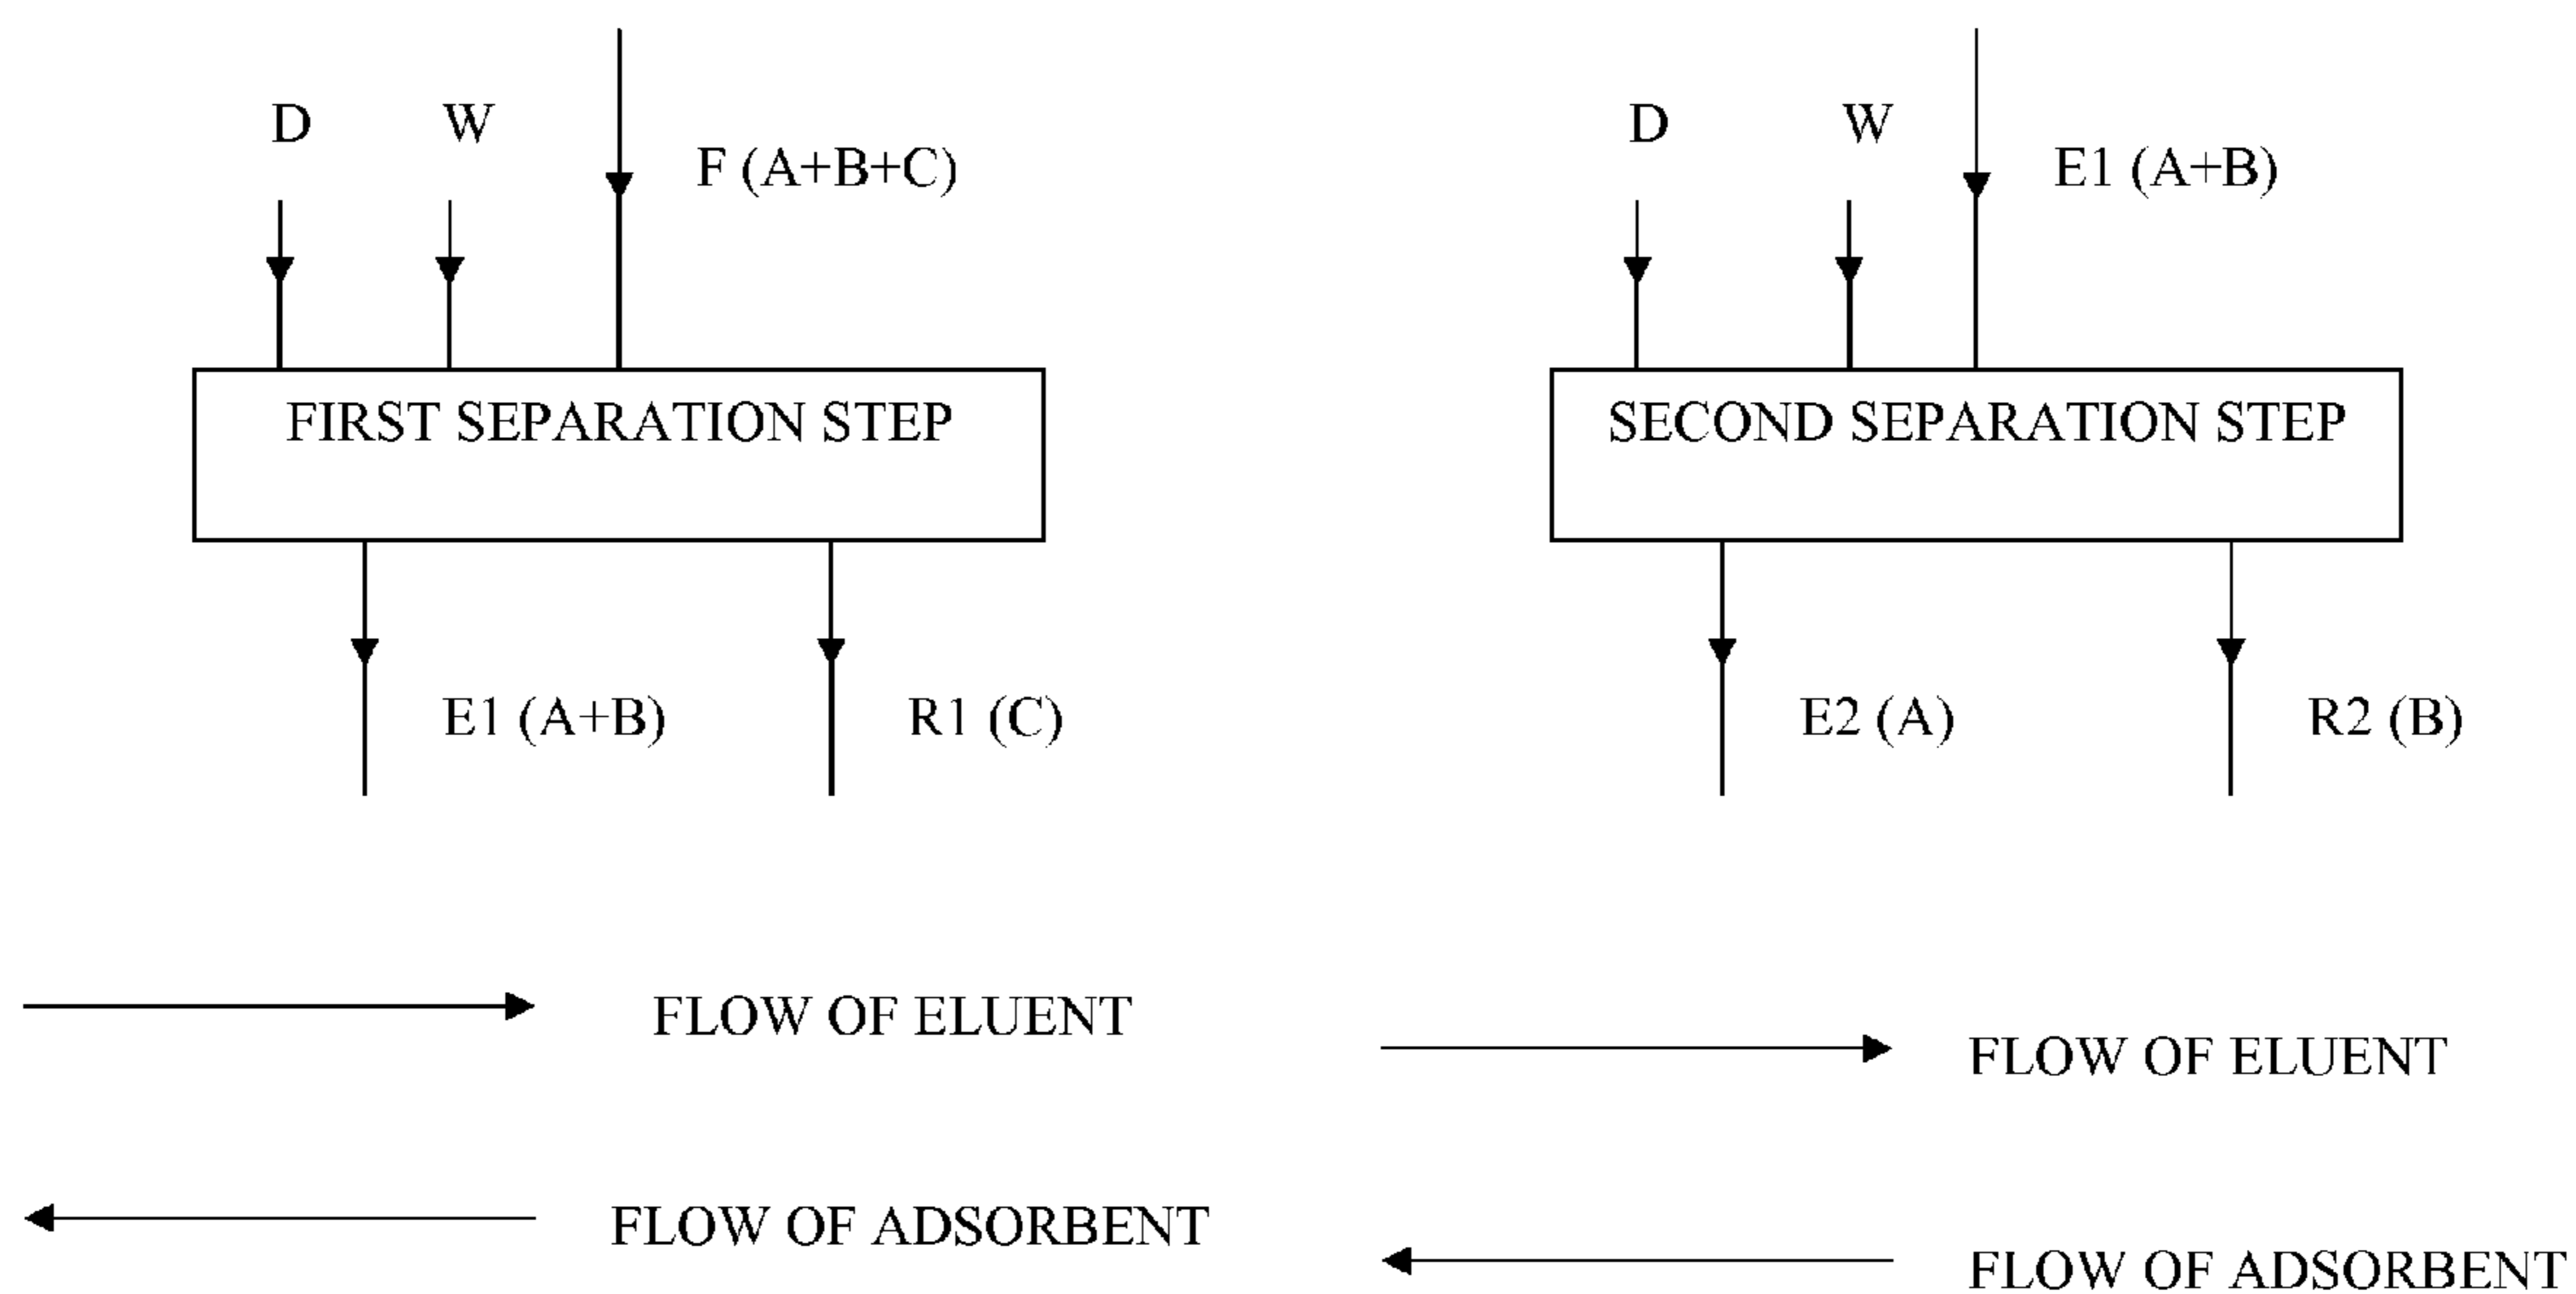 D
W
F (A+B+C)
FIRST SEPARATION STEP
E1 (A+B)
R1 (C)
FLOW OF ELUENT
FLOW OF ADSORBENT
D
W
E1 (A+B)
SECOND SEPARATION STEP
E2 (A)
R2 (B)
FLOW OF ELUENT
FLOW OF ADSORBENT